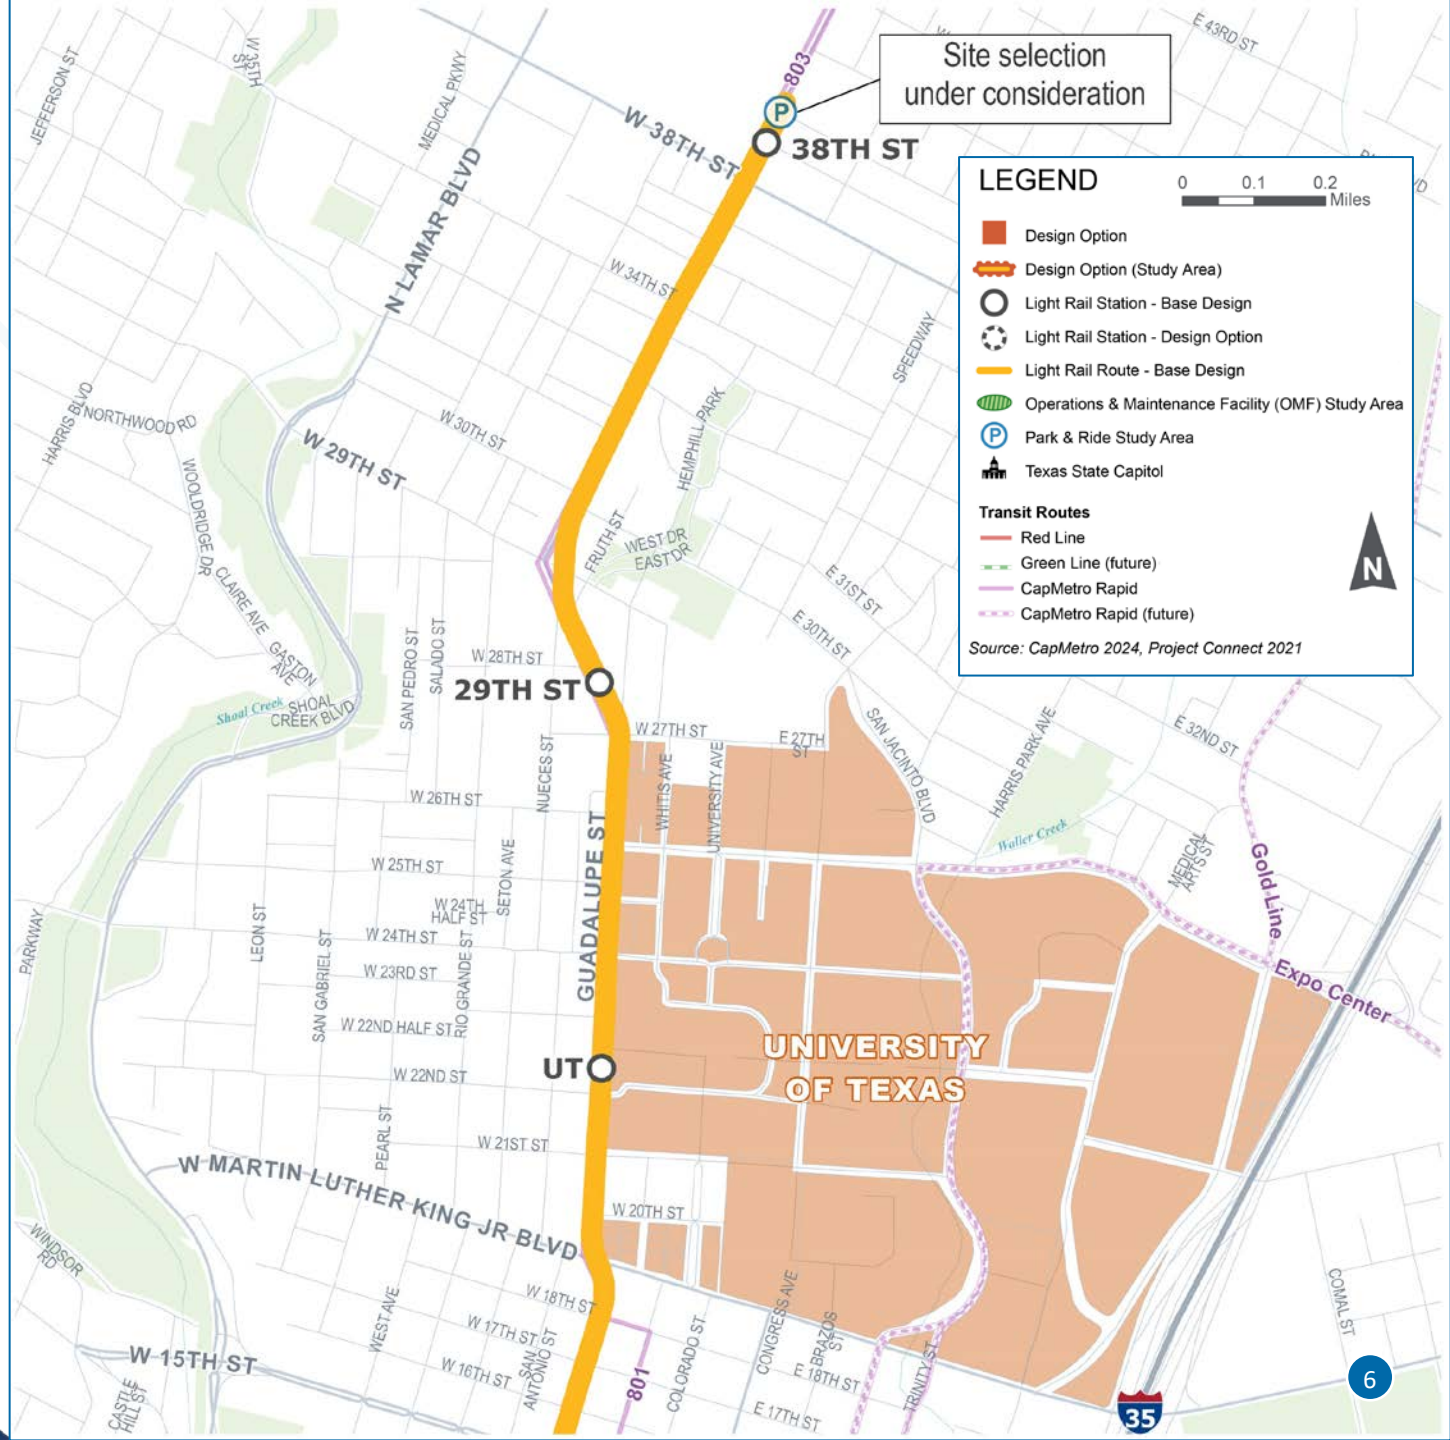 E 43RD ST
W 35TH
ST
JEFFERSON ST
MEDICAL PKWY
803
Site selection
under consideration
P
W 38TH ST
38TH ST
N LAMAR BLVD
LEGEND
0 0.1 0.2
Miles
Design Option
Design Option (Study Area)
Light Rail Station - Base Design
Light Rail Station - Design Option
Light Rail Route - Base Design
Operations & Maintenance Facility (OMF) Study Area
P
Park & Ride Study Area
Texas State Capitol
Transit Routes
Red Line
Green Line (future)
CapMetro Rapid
CapMetro Rapid (future)
N
Source: CapMetro 2024, Project Connect 2021
W 34TH ST
SPEEDWAY
HARRIS BLVD
NORTHWOOD RD
W 30TH ST
HEMPHILL PARK
W 29TH ST
WOOLDRIDGE DR
FRUTH ST
WEST DR
EAST DR
E 31ST ST
CLAIRE AVE
E 30TH ST
GASTON
AVE
SAN PEDRO ST
SALADO ST
W 28TH ST
29TH ST
Shoal Creek
SHOAL
CREEK BLVD
W 27TH ST
E 27TH
ST
SAN JACINTO BLVD
HARRIS PARK AVE
E 32ND ST
NUECES ST
WHITIS AVE
UNIVERSITY AVE
W 26TH ST
GUADALUPE ST
Waller Creek
MEDICAL
ARTS ST
Gold Line
W 25TH ST
SETON AVE
W 24TH
HALF ST
PARKWAY
LEON ST
W 24TH ST
SAN GABRIEL ST
W 23RD ST
RIO GRANDE ST
Expo Center
W 22ND HALF ST
UNIVERSITY
OF TEXAS
UT
W 22ND ST
PEARL ST
W 21ST ST
W MARTIN LUTHER KING JR BLVD
W 20TH ST
WINDSOR
RD
W 18TH ST
WEST AVE
W 17TH ST
SAN
ANTONIO ST
COLORADO ST
CONGRESS AVE
BRAZOS
ST
COMAL ST
W 15TH ST
W 16TH ST
801
E 18TH ST
TRINITY ST
CASTLE
HILL ST
E 17TH ST
35
6